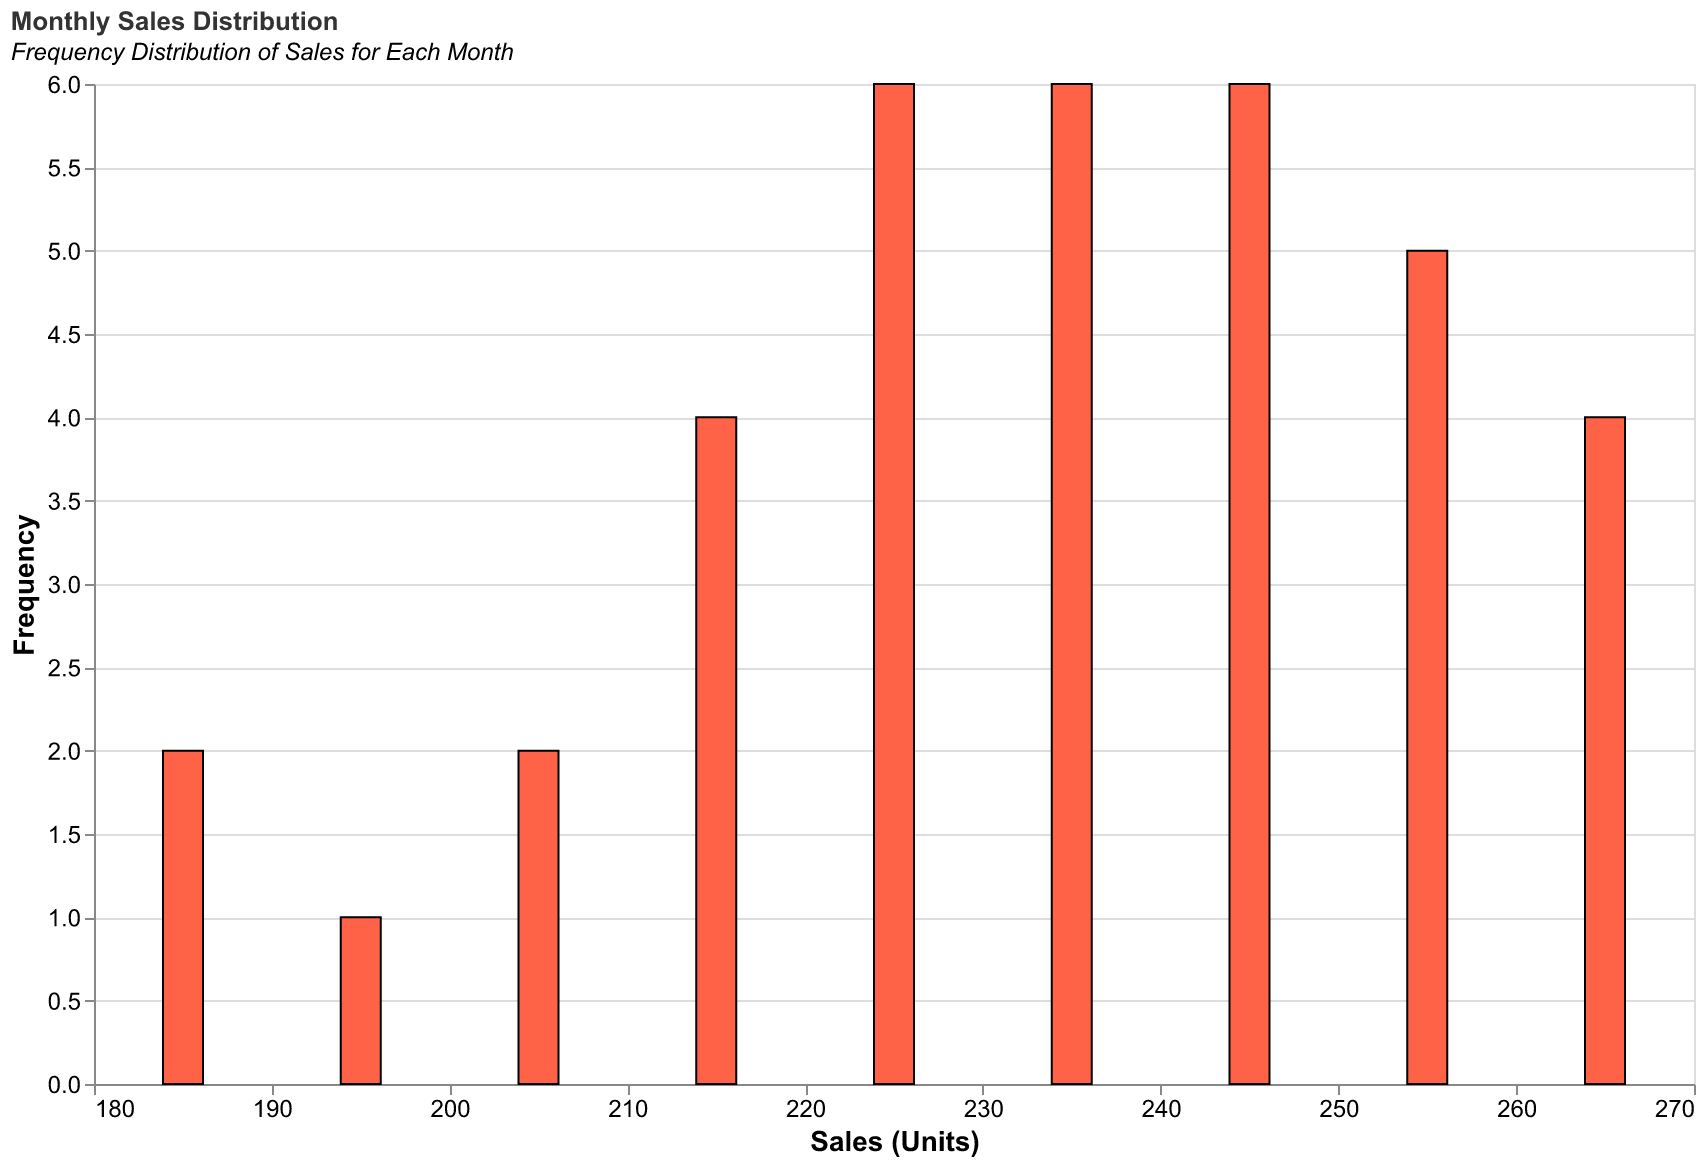 Monthly Sales Distribution
Frequency Distribution of Sales for Each Month
6.0
5.5
5.0
4.5
4.0
3.5
3.0
2.5
2.0
1.5
1.0
0.5
0.0
Frequency
180 190 200 210 220 230 240 250 260 270
Sales (Units)